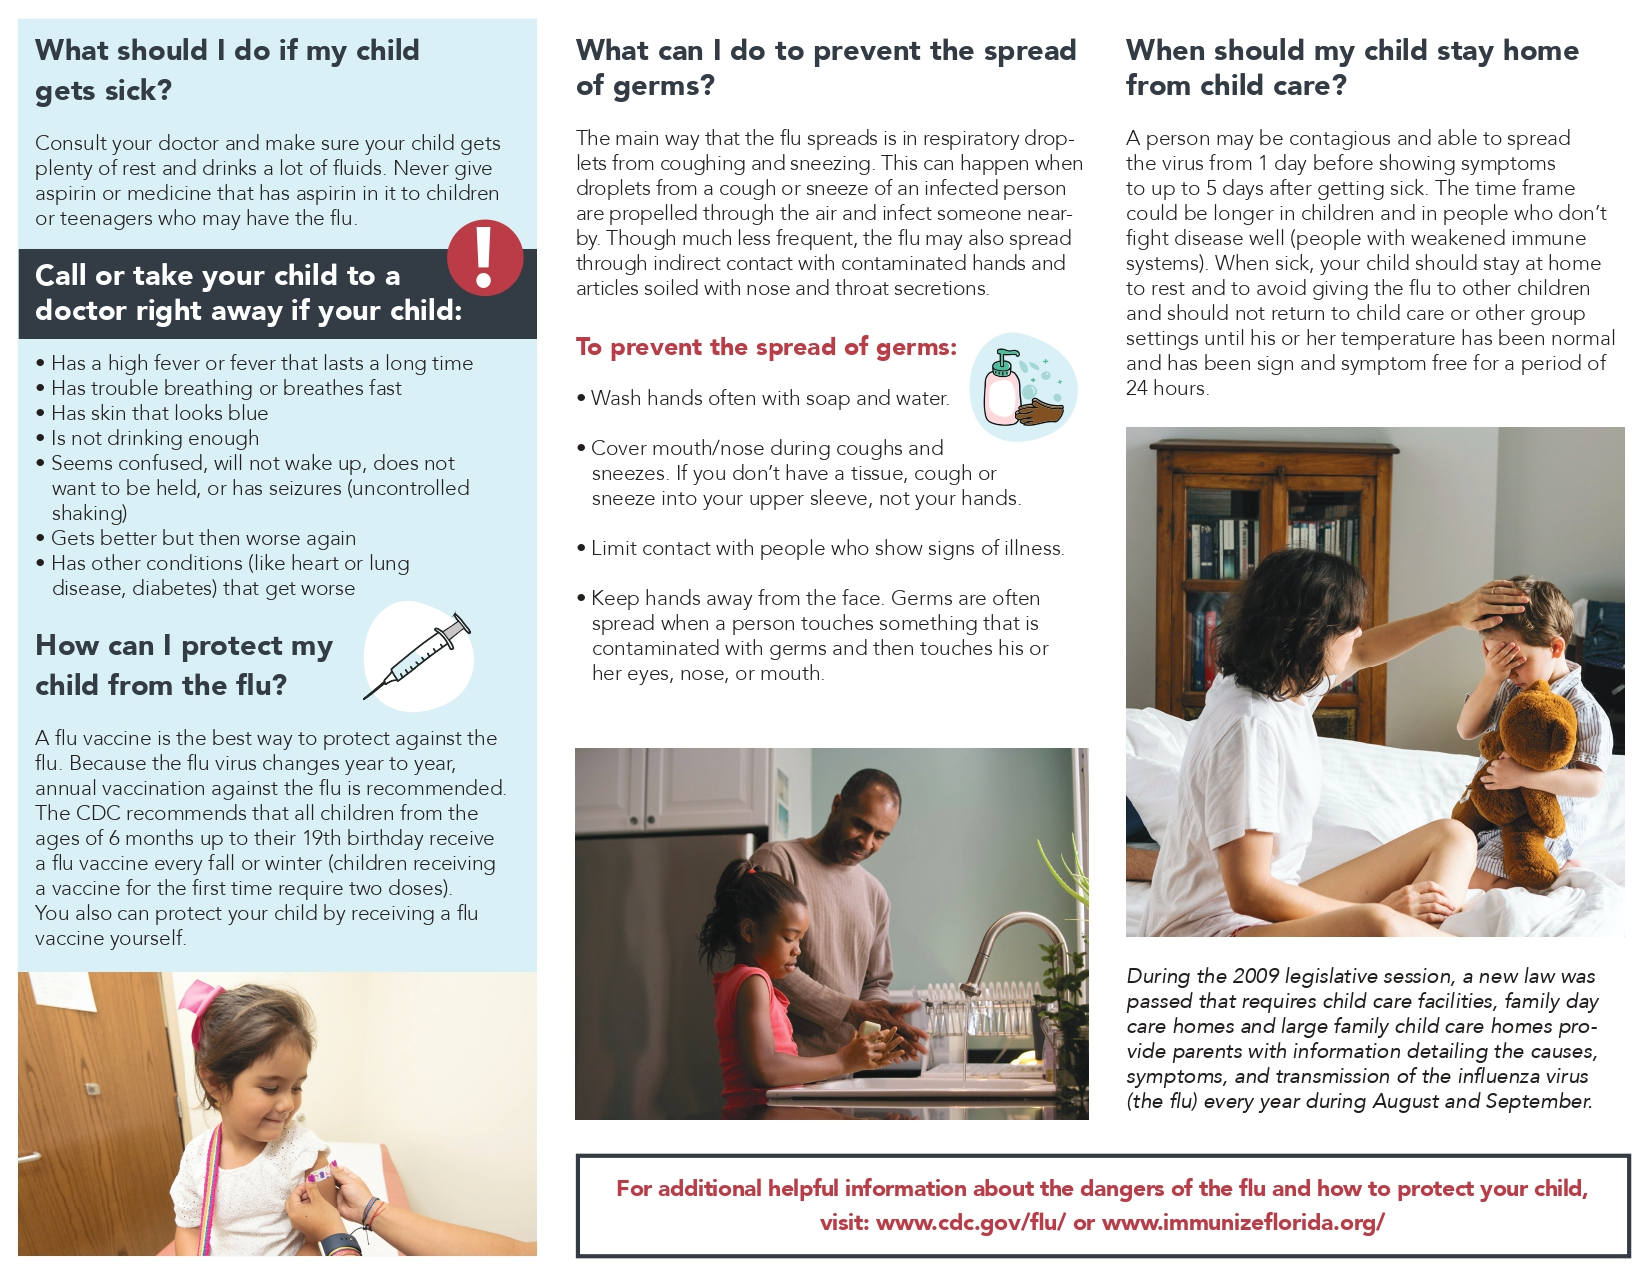 What should I do if my child
gets sick?
Consult your doctor and make sure your child gets
plenty of rest and drinks a lot of fluids. Never give
aspirin or medicine that has aspirin in it to children
or teenagers who may have the flu.
!
Call or take your child to a
doctor right away if your child:
• Has a high fever or fever that lasts a long time
• Has trouble breathing or breathes fast
• Has skin that looks blue
• Is not drinking enough
• Seems confused, will not wake up, does not
want to be held, or has seizures (uncontrolled
shaking)
• Gets better but then worse again
• Has other conditions (like heart or lung
disease, diabetes) that get worse
How can I protect my
child from the flu?
A flu vaccine is the best way to protect against the
flu. Because the flu virus changes year to year,
annual vaccination against the flu is recommended.
The CDC recommends that all children from the
ages of 6 months up to their 19th birthday receive
a flu vaccine every fall or winter (children receiving
a vaccine for the first time require two doses).
You also can protect your child by receiving a flu
vaccine yourself.
What can I do to prevent the spread
of germs?
The main way that the flu spreads is in respiratory drop-
lets from coughing and sneezing. This can happen when
droplets from a cough or sneeze of an infected person
are propelled through the air and infect someone near-
by. Though much less frequent, the flu may also spread
through indirect contact with contaminated hands and
articles soiled with nose and throat secretions.
To prevent the spread of germs:
• Wash hands often with soap and water.
• Cover mouth/nose during coughs and
sneezes. If you don’t have a tissue, cough or
sneeze into your upper sleeve, not your hands.
• Limit contact with people who show signs of illness.
• Keep hands away from the face. Germs are often
spread when a person touches something that is
contaminated with germs and then touches his or
her eyes, nose, or mouth.
When should my child stay home
from child care?
A person may be contagious and able to spread
the virus from 1 day before showing symptoms
to up to 5 days after getting sick. The time frame
could be longer in children and in people who don’t
fight disease well (people with weakened immune
systems). When sick, your child should stay at home
to rest and to avoid giving the flu to other children
and should not return to child care or other group
settings until his or her temperature has been normal
and has been sign and symptom free for a period of
24 hours.
During the 2009 legislative session, a new law was
passed that requires child care facilities, family day
care homes and large family child care homes pro-
vide parents with information detailing the causes,
symptoms, and transmission of the influenza virus
(the flu) every year during August and September.
For additional helpful information about the dangers of the flu and how to protect your child,
visit: www.cdc.gov/flu/ or www.immunizeflorida.org/